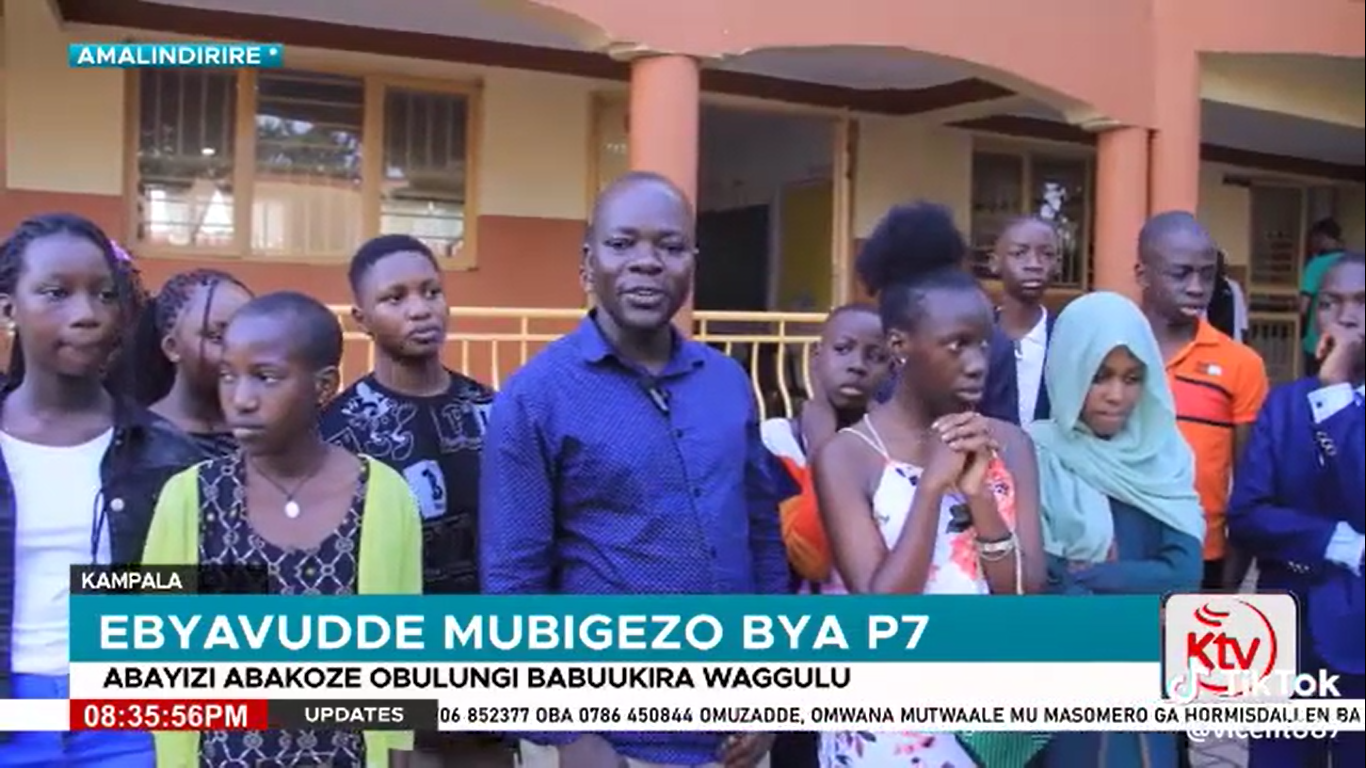 AMALINDIRIRE *
KAMPALA
EBYAVUDDE MUBIGEZO BYA P7
ABAYIZI ABAKOZE OBULUNGI BABUUKIRA WAGGULU
Ktv
TikTok
08:35:56PM
UPDATES
06 852377 OBA 0786 450844 OMUZADDE, OMWANA MUTWAALE MU MASOMERO GA HORMISDALLEN BA